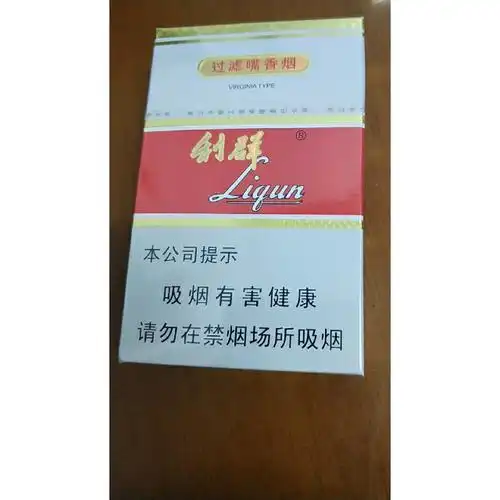 过滤嘴香烟
VIRGINIA TYPE
利群®
Liqun
本公司提示
吸烟有害健康
请勿在禁烟场所吸烟